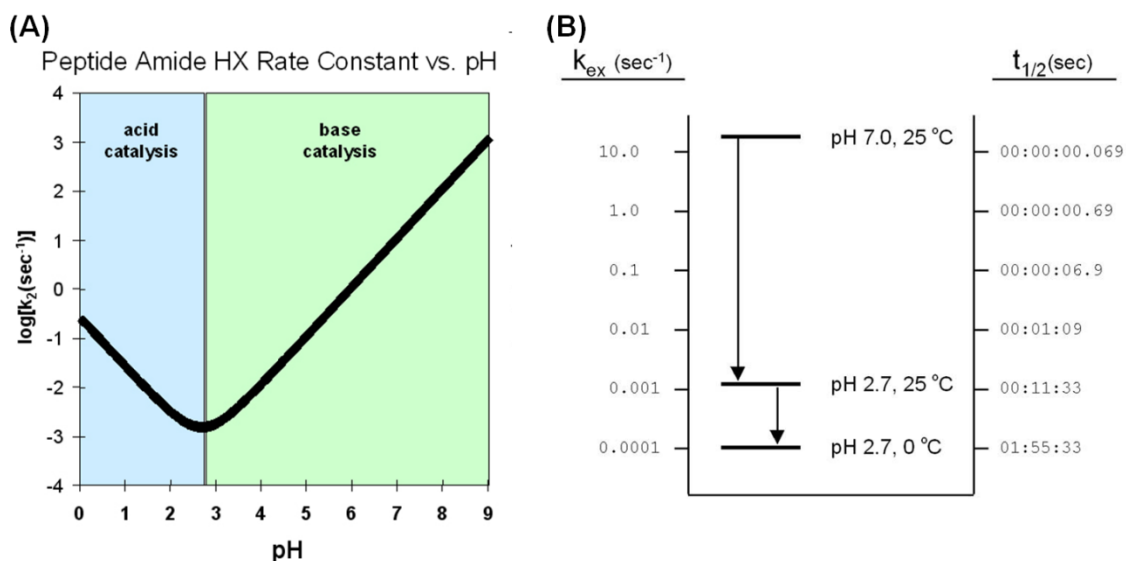 (A)
Peptide Amide HX Rate Constant vs. pH
acid
catalysis
base
catalysis
log[k2(sec-1)]
4
3
2
1
0
-1
-2
-3
-4
0 1 2 3 4 5 6 7 8 9
pH
(B)
kex (sec-1)
t1/2(sec)
pH 7.0, 25 °C
10.0
00:00:00.069
1.0
00:00:00.69
0.1
00:00:06.9
0.01
00:01:09
0.001
pH 2.7, 25 °C
00:11:33
0.0001
pH 2.7, 0 °C
01:55:33